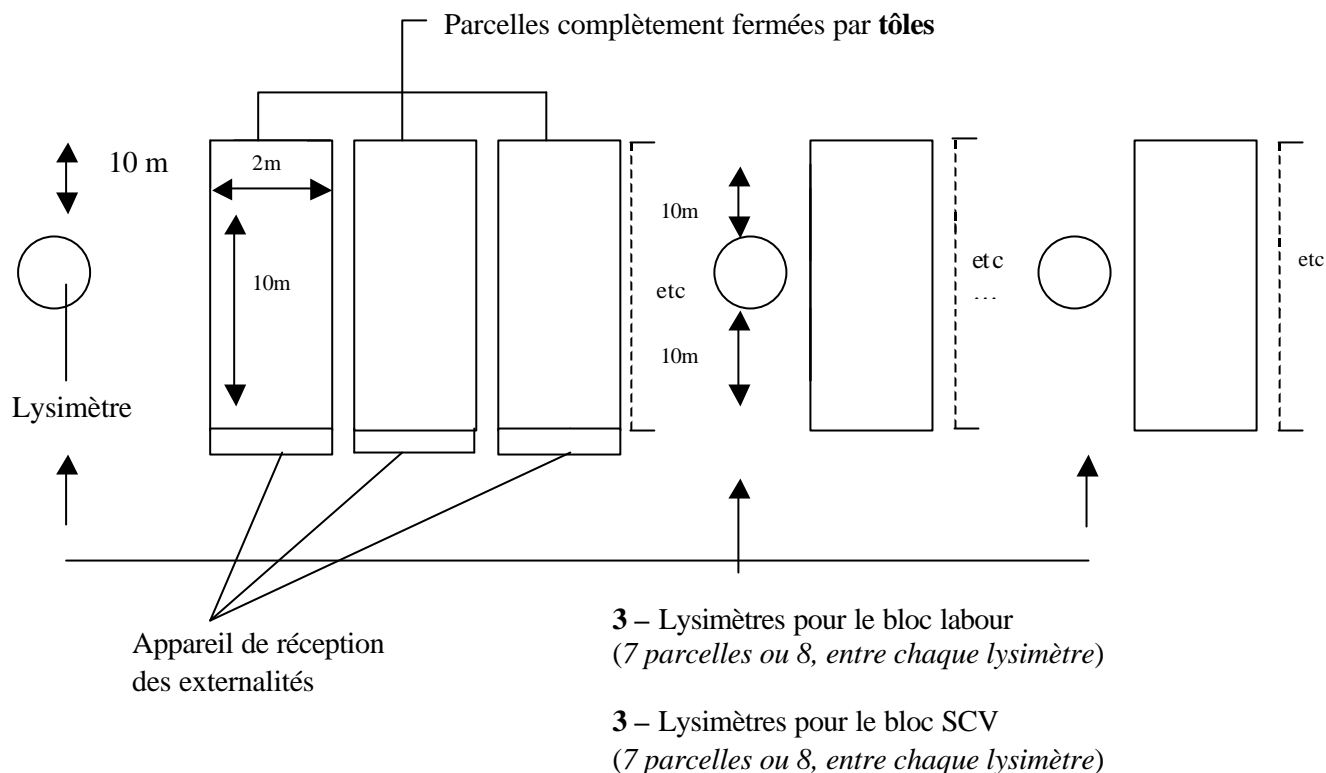 Parcelles complètement fermées par tôles
10 m
2m
10m
10m
10m
etc
etc
…
etc
Lysimètre
Appareil de réception
des externalités
3 – Lysimètres pour le bloc labour
(7 parcelles ou 8, entre chaque lysimètre)
3 – Lysimètres pour le bloc SCV
(7 parcelles ou 8, entre chaque lysimètre)